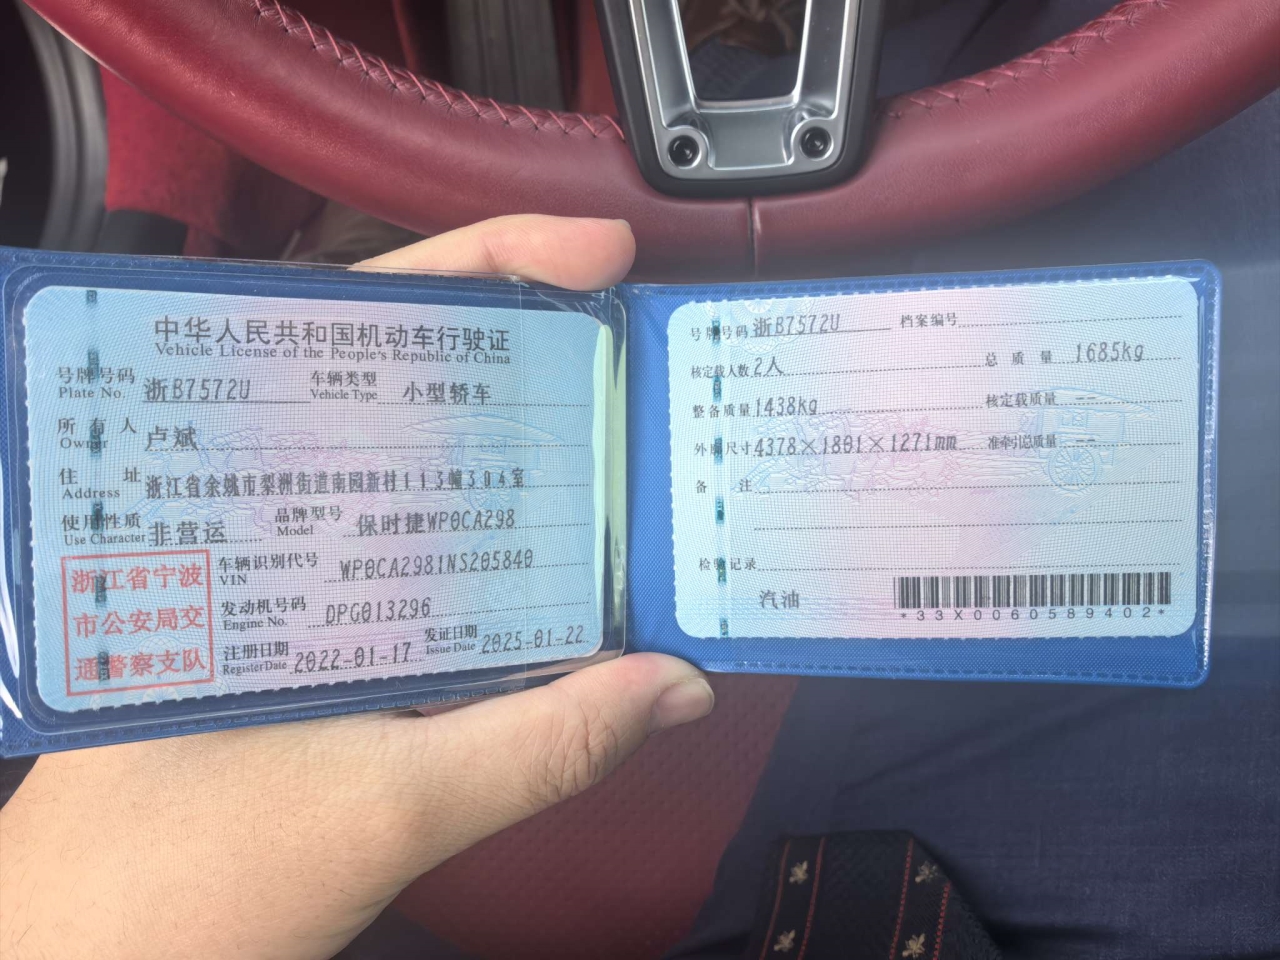 中华人民共和国机动车行驶证
Vehicle License of the People's Republic of China
号牌号码 Plate No. 浙B7572U 车辆类型 Vehicle Type 小型轿车
所有人 Owner 卢斌
住址 Address 浙江省余姚市梨洲街道南园新村113幢304室
使用性质 Use Character 非营运 品牌型号 Model 保时捷WP0CA298
浙江省宁波
市公安局交
通警察支队
车辆识别代号 VIN WP0CA2981NS205840
发动机号码 Engine No. DPG013296
注册日期 Register Date 2022-01-17 发证日期 Issue Date 2025-01-22
号牌号码 浙B7572U 档案编号
核定载人数 2人 总质量 1685kg
整备质量 1438kg 核定载质量 --
外廓尺寸 4378×1801×1271mm 准牵引总质量 --
备注
检验记录
汽油
*33X0060589402*